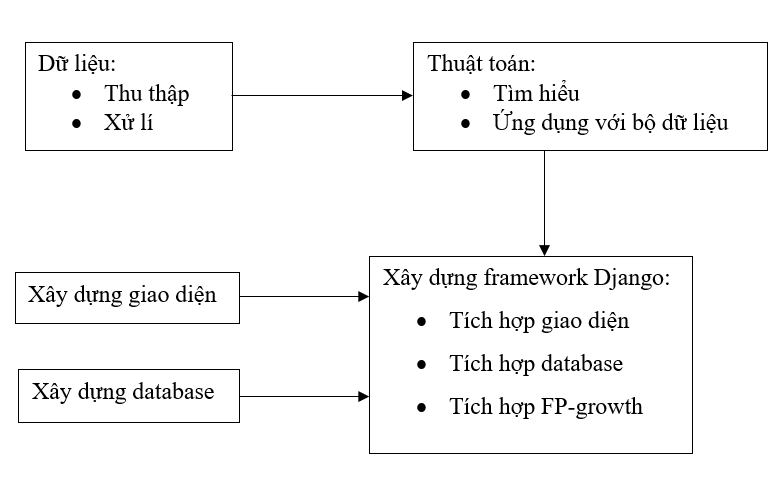 Dữ liệu:
• Thu thập
• Xử lí
Thuật toán:
• Tìm hiểu
• Ứng dụng với bộ dữ liệu
Xây dựng giao diện
Xây dựng database
Xây dựng framework Django:
• Tích hợp giao diện
• Tích hợp database
• Tích hợp FP-growth